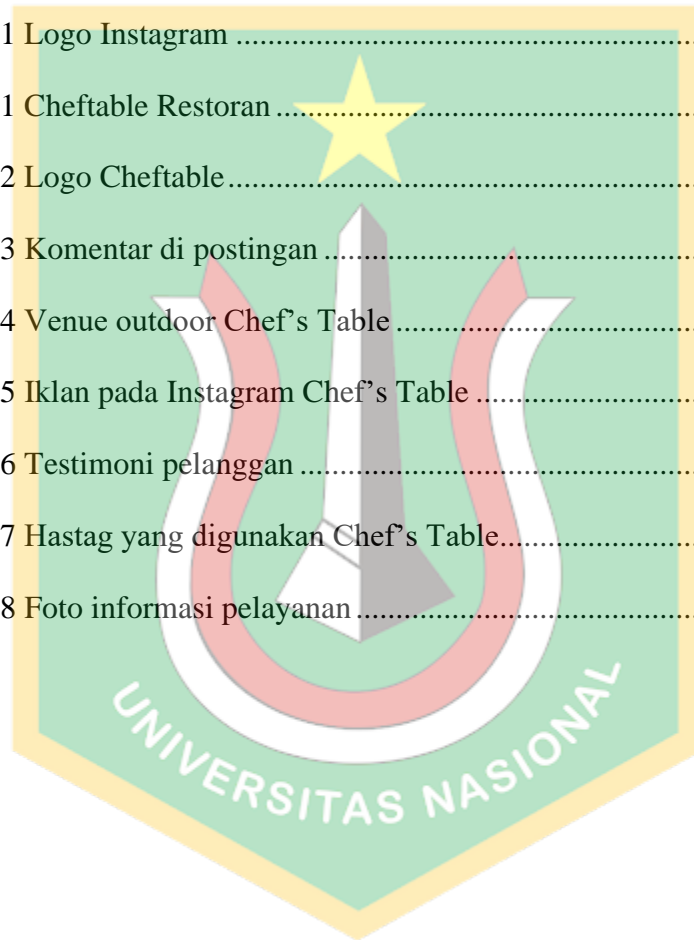 1 Logo Instagram ........................................................
1 Cheftable Restoran ...................................................
2 Logo Cheftable.........................................................
3 Komentar di postingan .............................................
4 Venue outdoor Chef’s Table ....................................
5 Iklan pada Instagram Chef’s Table ..........................
6 Testimoni pelanggan ................................................
7 Hastag yang digunakan Chef’s Table.......................
8 Foto informasi pelayanan .........................................
UNIVERSITAS NASIONAL